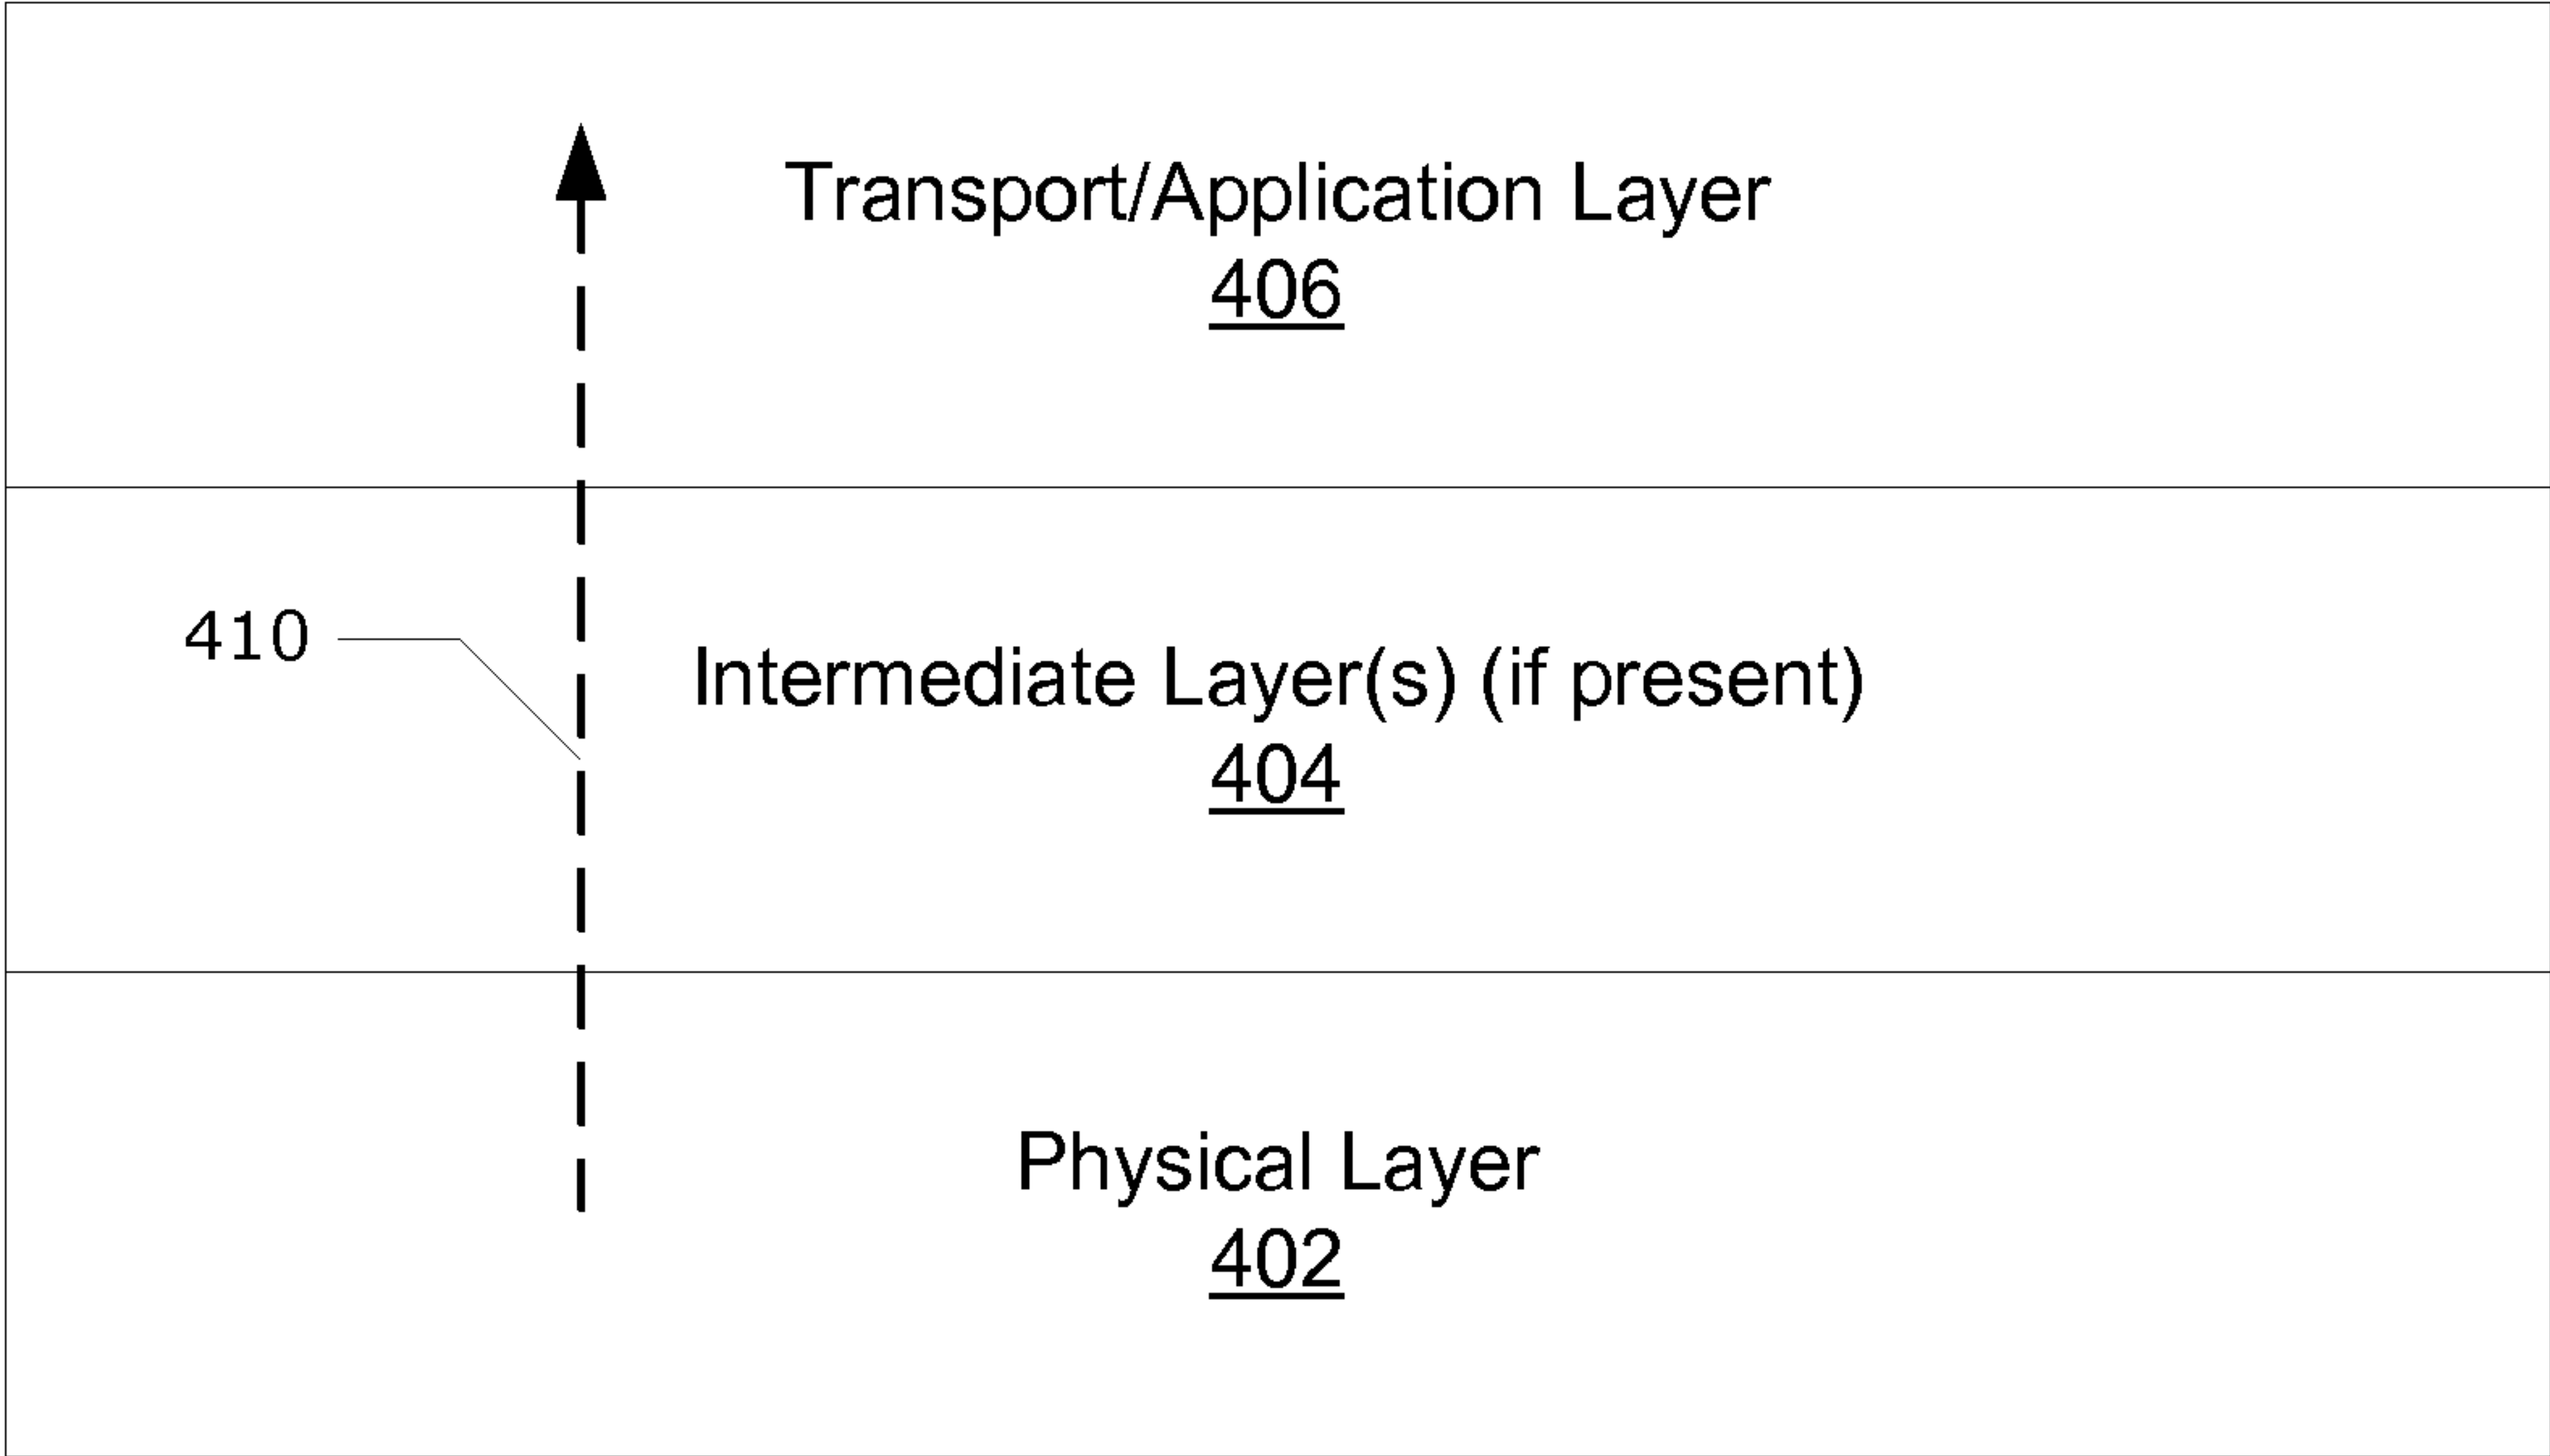 Transport/Application Layer
406
410
Intermediate Layer(s) (if present)
404
Physical Layer
402